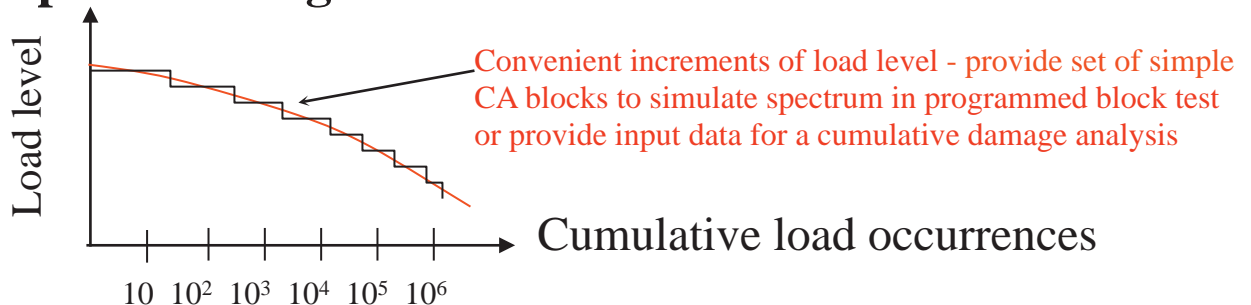 Load level
Convenient increments of load level - provide set of simple
CA blocks to simulate spectrum in programmed block test
or provide input data for a cumulative damage analysis
Cumulative load occurrences
10 10² 10³ 10⁴ 10⁵ 10⁶